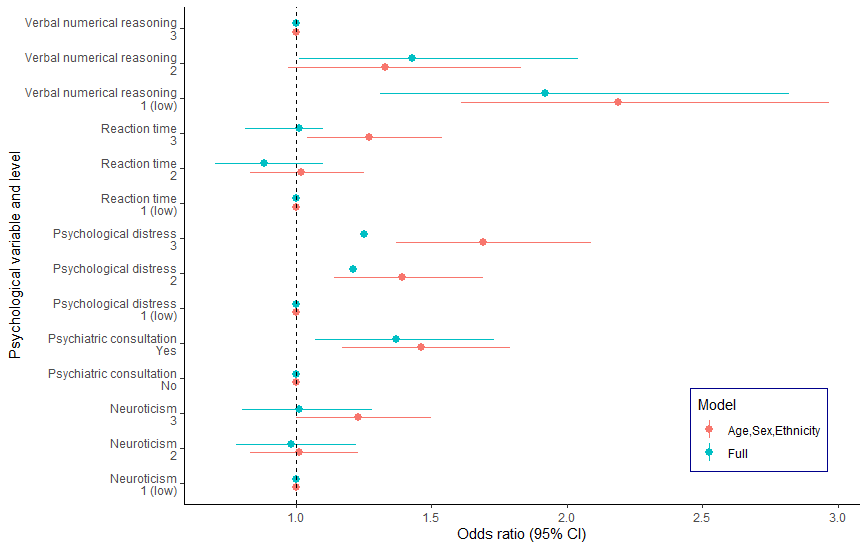 Verbal numerical reasoning
3
Verbal numerical reasoning
2
Verbal numerical reasoning
1 (low)
Reaction time
3
Reaction time
2
Reaction time
1 (low)
Psychological distress
3
Psychological distress
2
Psychological distress
1 (low)
Psychiatric consultation
Yes
Psychiatric consultation
No
Neuroticism
3
Neuroticism
2
Neuroticism
1 (low)
Psychological variable and level
Model
Age,Sex,Ethnicity
Full
1.0 1.5 2.0 2.5 3.0
Odds ratio (95% CI)